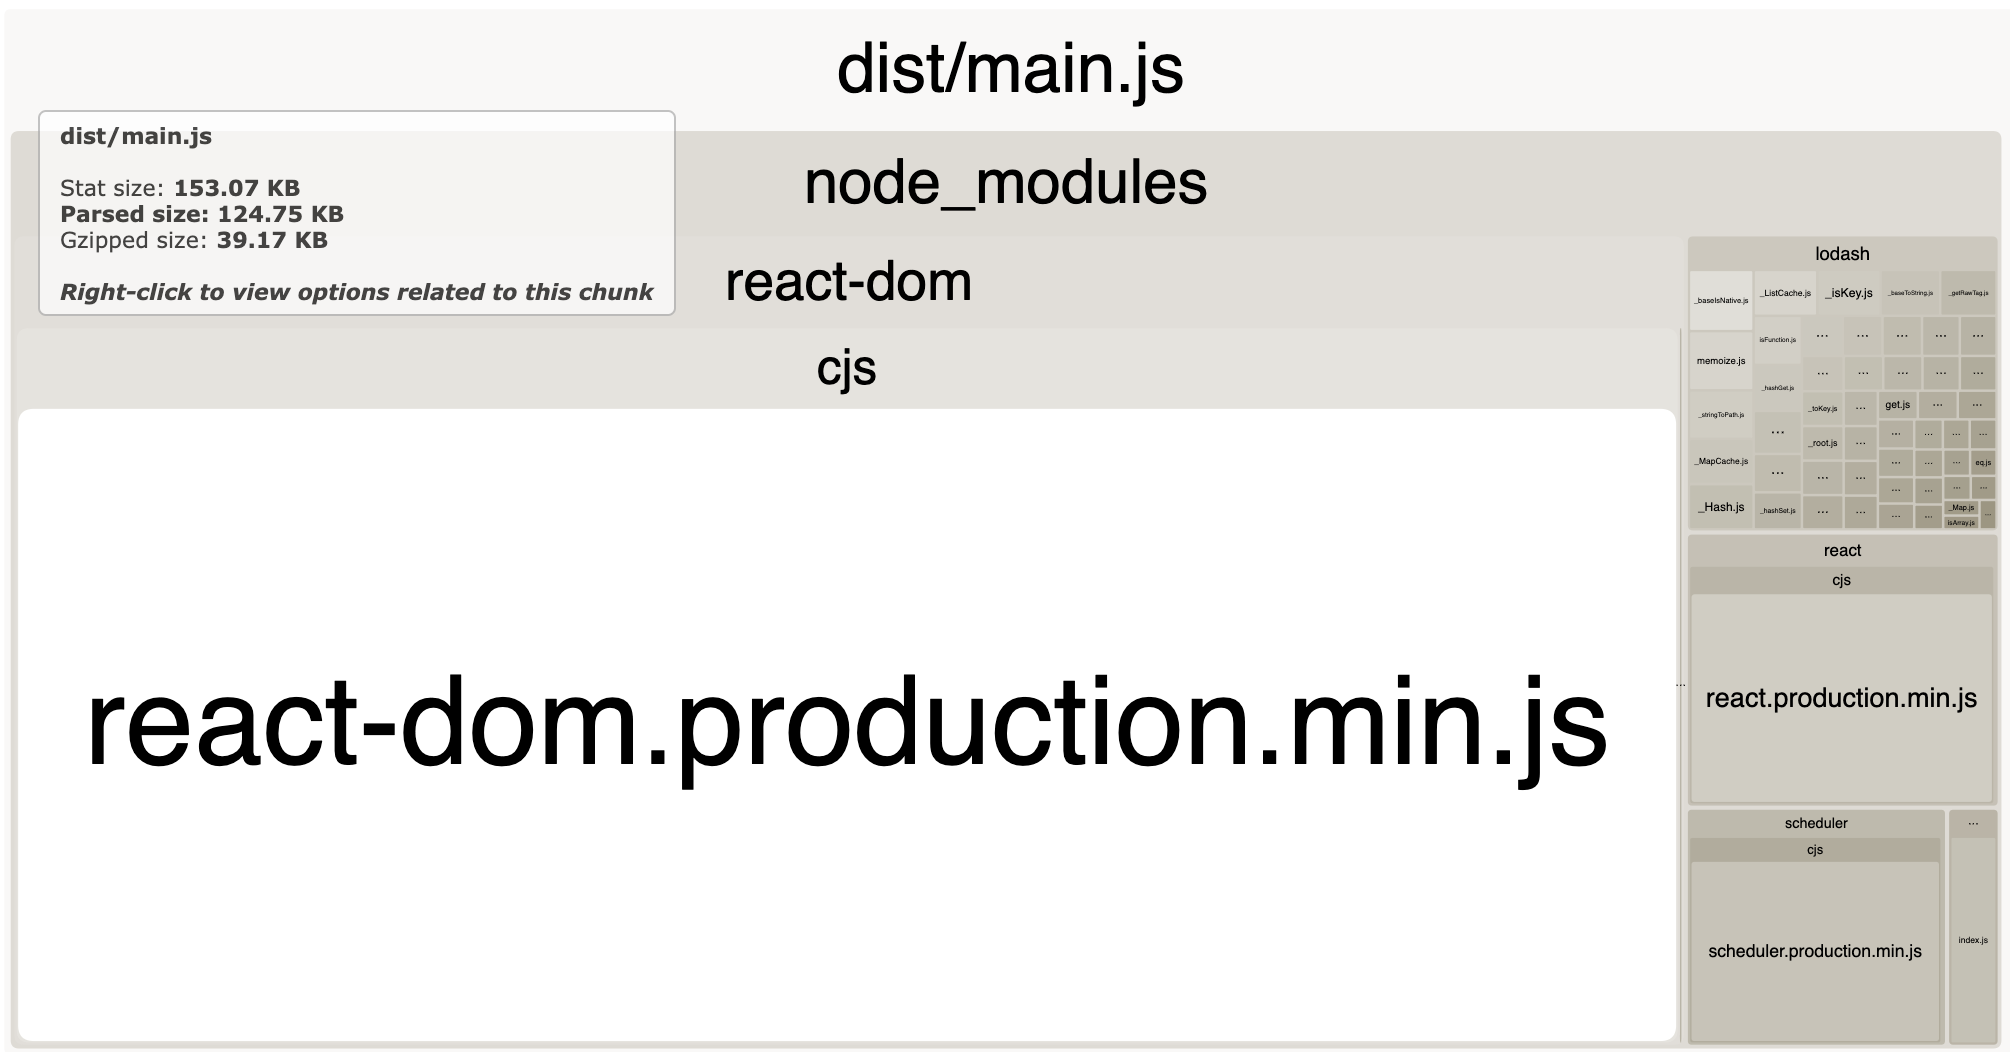 dist/main.js
dist/main.js
Stat size: 153.07 KB
Parsed size: 124.75 KB
Gzipped size: 39.17 KB
Right-click to view options related to this chunk
node_modules
react-dom
cjs
react-dom.production.min.js
...
lodash
_baseIsNative.js
_ListCache.js
_isKey.js
_baseToString.js
_getRawTag.js
isFunction.js
... ... ... ... ...
memoize.js
... ... ... ... ...
_hashGet.js
_stringToPath.js
_toKey.js
...
get.js
... ...
...
... ... ... ...
_root.js
...
_MapCache.js
...
... ... ...
eq.js
... ...
... ... ... ...
_Hash.js
_hashSet.js
... ...
... ...
_Map.js
...
isArray.js
react
cjs
react.production.min.js
scheduler
cjs
scheduler.production.min.js
...
index.js